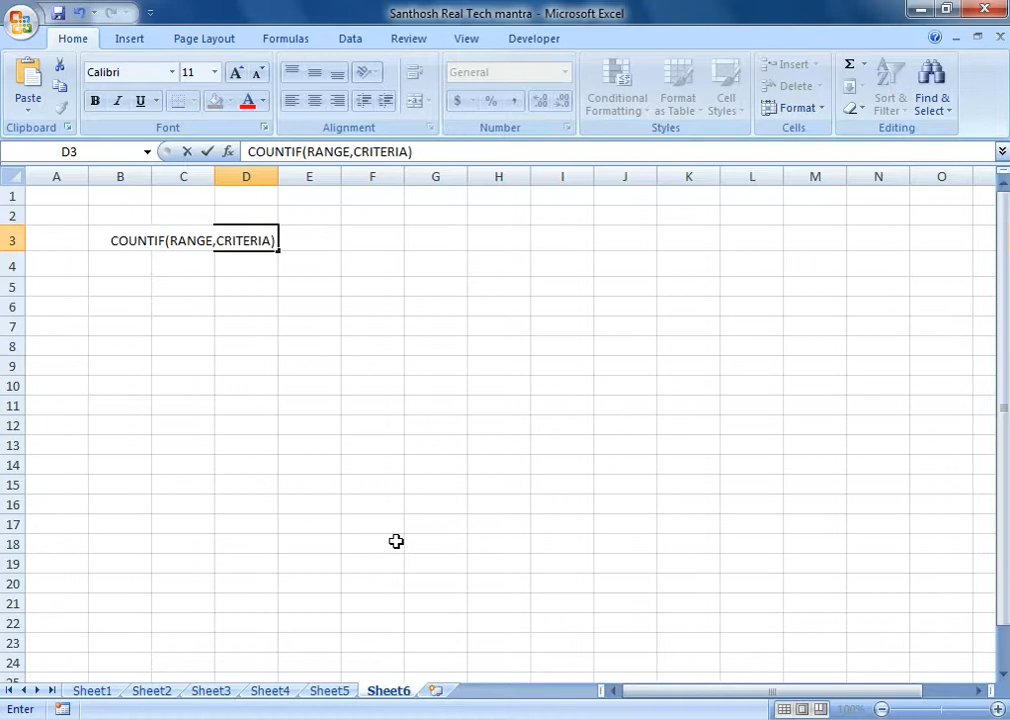 Santhosh Real Tech mantra - Microsoft Excel
Home Insert Page Layout Formulas Data Review View Developer
Paste
Calibri 11
B I U A
General
$ % ,
Conditional Formatting
Format as Table
Cell Styles
Insert
Delete
Format
Σ
Sort & Filter
Find & Select
Clipboard Font Alignment Number Styles Cells Editing
D3 fx COUNTIF(RANGE,CRITERIA)
A B C D E F G H I J K L M N O
1
2
3 COUNTIF(RANGE,CRITERIA)
4
5
6
7
8
9
10
11
12
13
14
15
16
17
18
19
20
21
22
23
24
25
Sheet1 Sheet2 Sheet3 Sheet4 Sheet5 Sheet6
Enter 100%